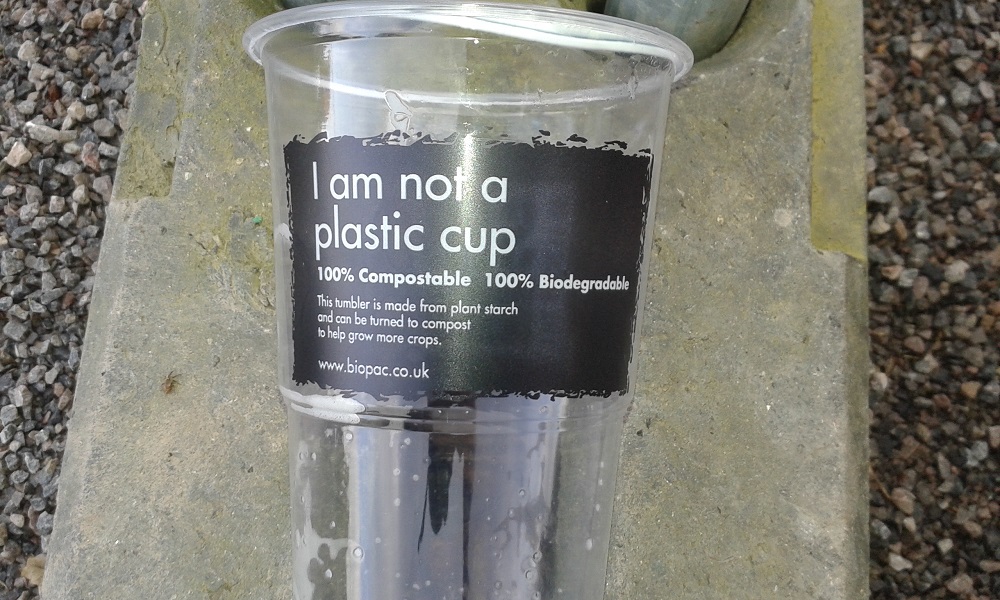 I am not a
plastic cup
100% Compostable 100% Biodegradable
This tumbler is made from plant starch
and can be turned to compost
to help grow more crops.
www.biopac.co.uk